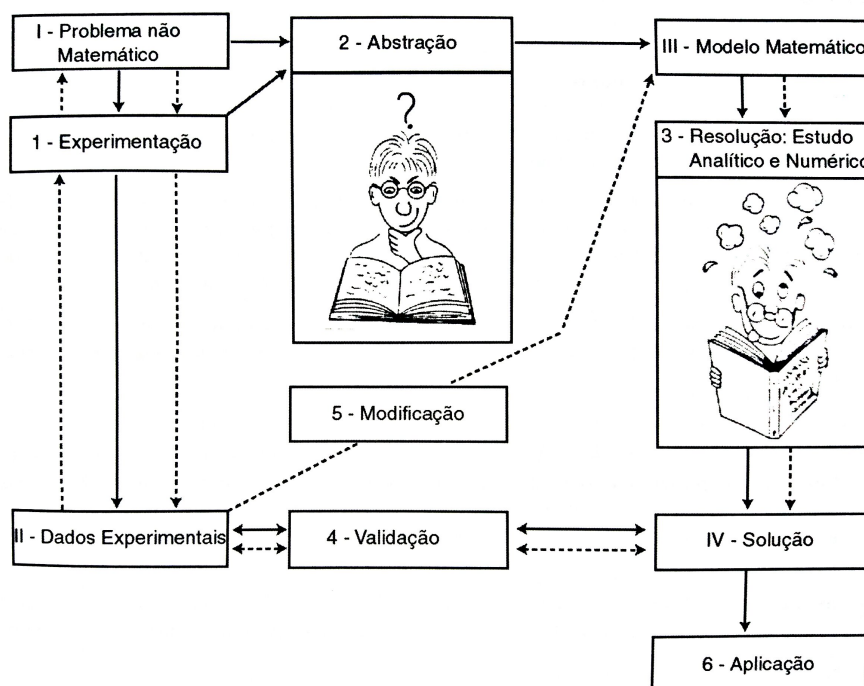 I - Problema não
Matemático
2 - Abstração
III - Modelo Matemático
1 - Experimentação
3 - Resolução: Estudo
Analítico e Numérico
?
5 - Modificação
II - Dados Experimentais
4 - Validação
IV - Solução
6 - Aplicação